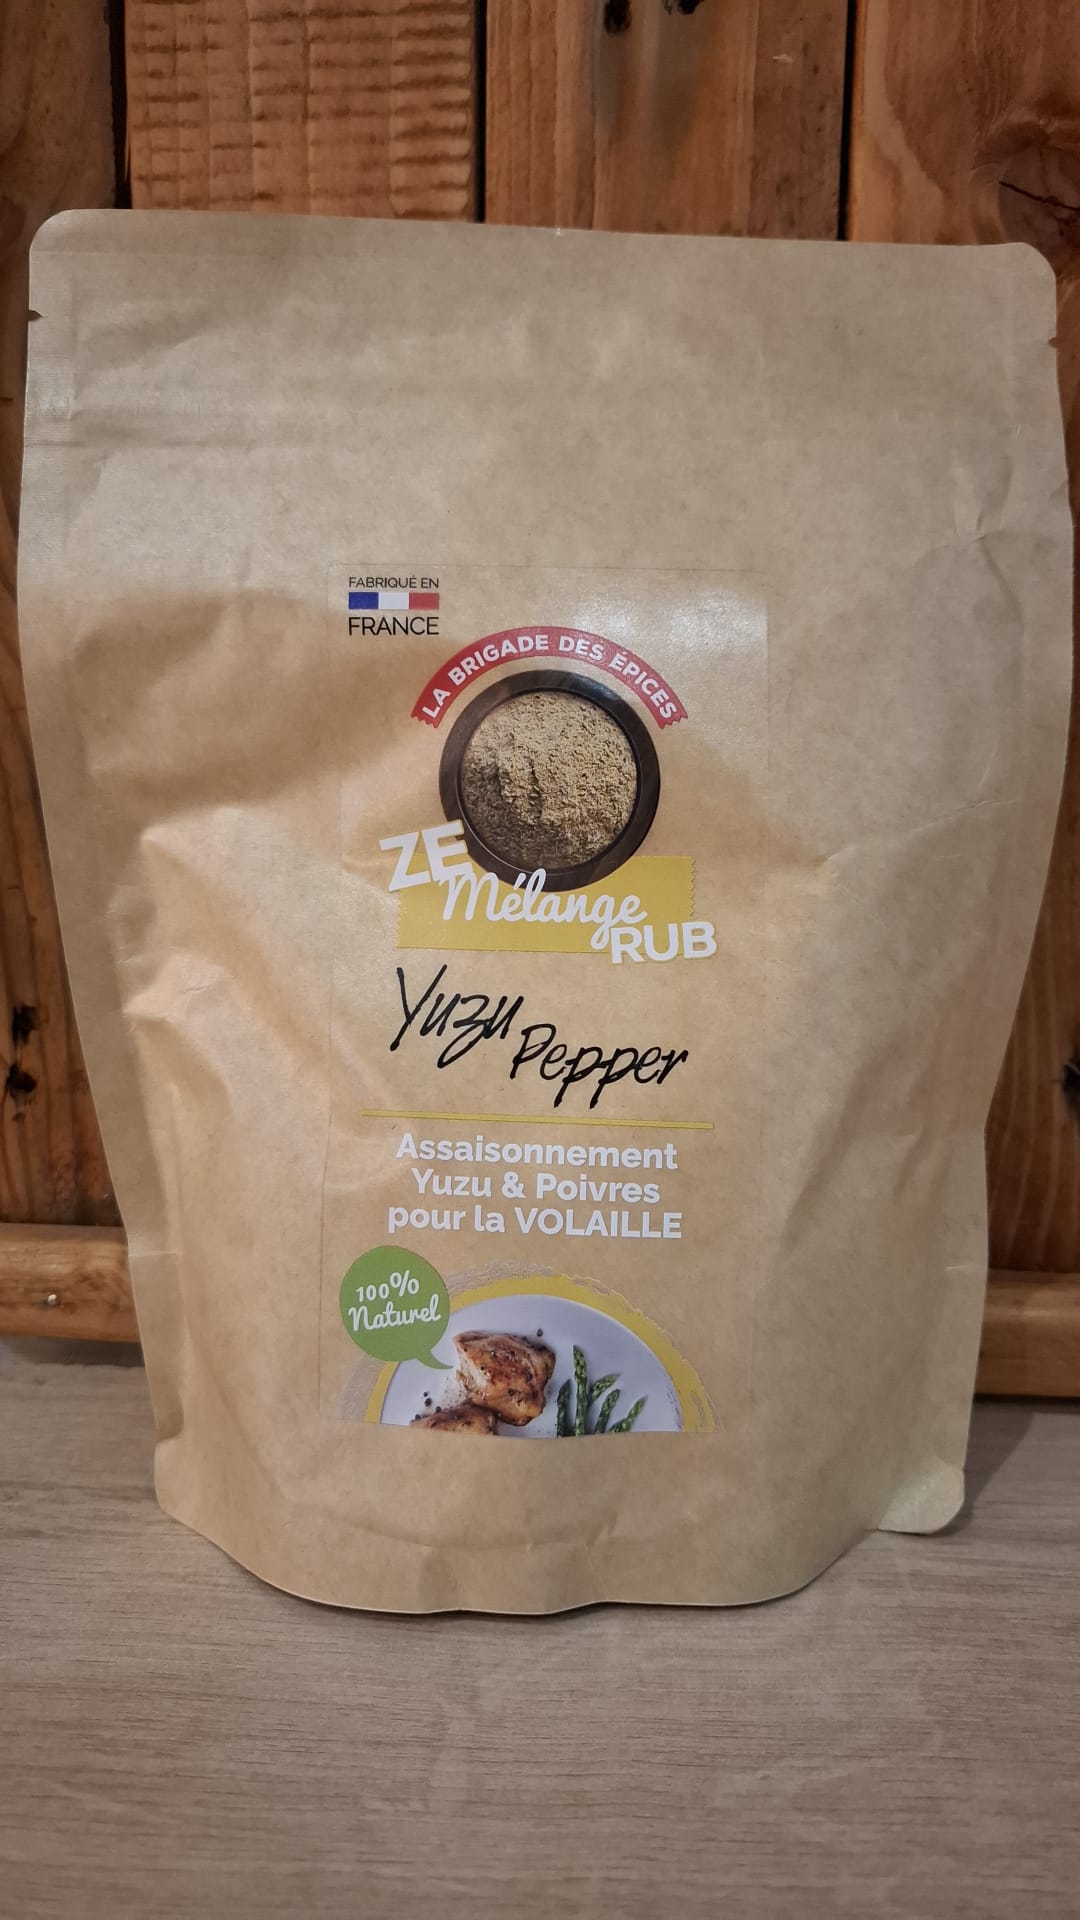 FABRIQUÉ EN
FRANCE
LA BRIGADE DES ÉPICES
ZE
Mélange
RUB
Yuzu
Pepper
Assaisonnement
Yuzu & Poivres
pour la VOLAILLE
100%
Naturel